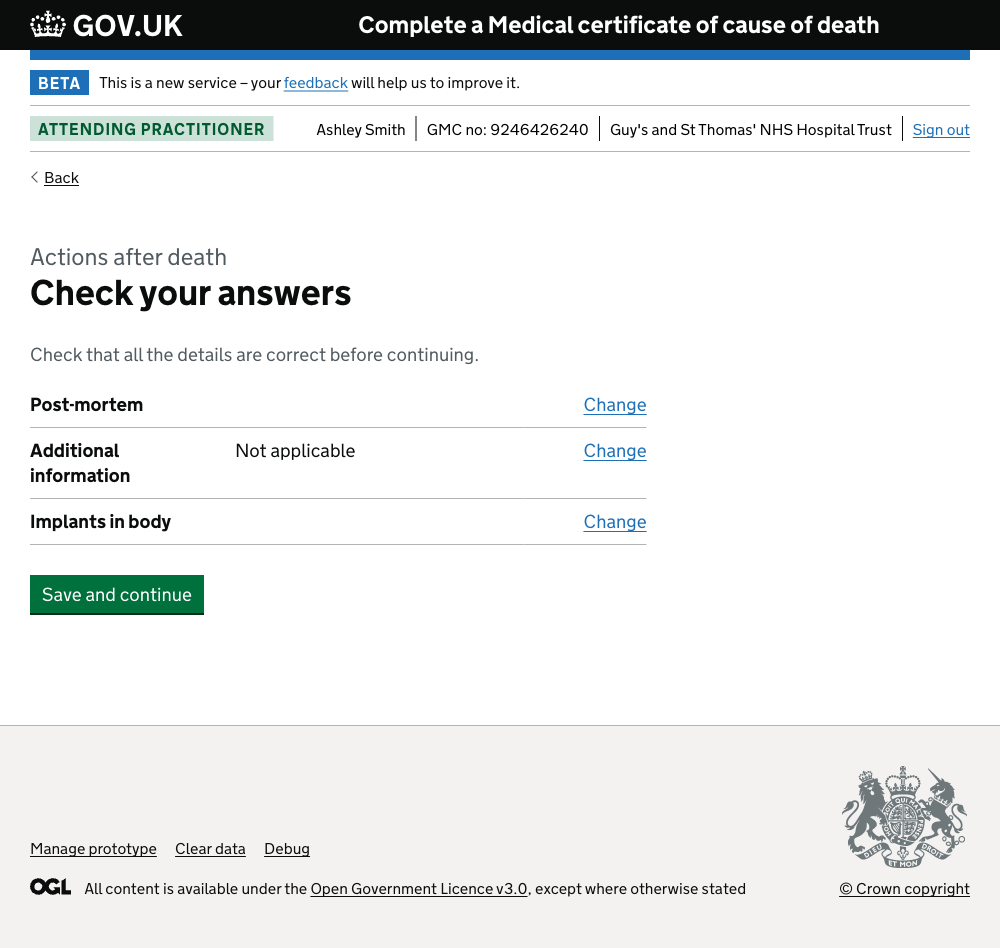 GOV.UK
Complete a Medical certificate of cause of death
BETA This is a new service – your feedback will help us to improve it.
ATTENDING PRACTITIONER Ashley Smith GMC no: 9246426240 Guy's and St Thomas' NHS Hospital Trust Sign out
Back
Actions after death
Check your answers
Check that all the details are correct before continuing.
Post-mortem Change
Additional information Not applicable Change
Implants in body Change
Save and continue
Manage prototype Clear data Debug
OGL All content is available under the Open Government Licence v3.0, except where otherwise stated
© Crown copyright